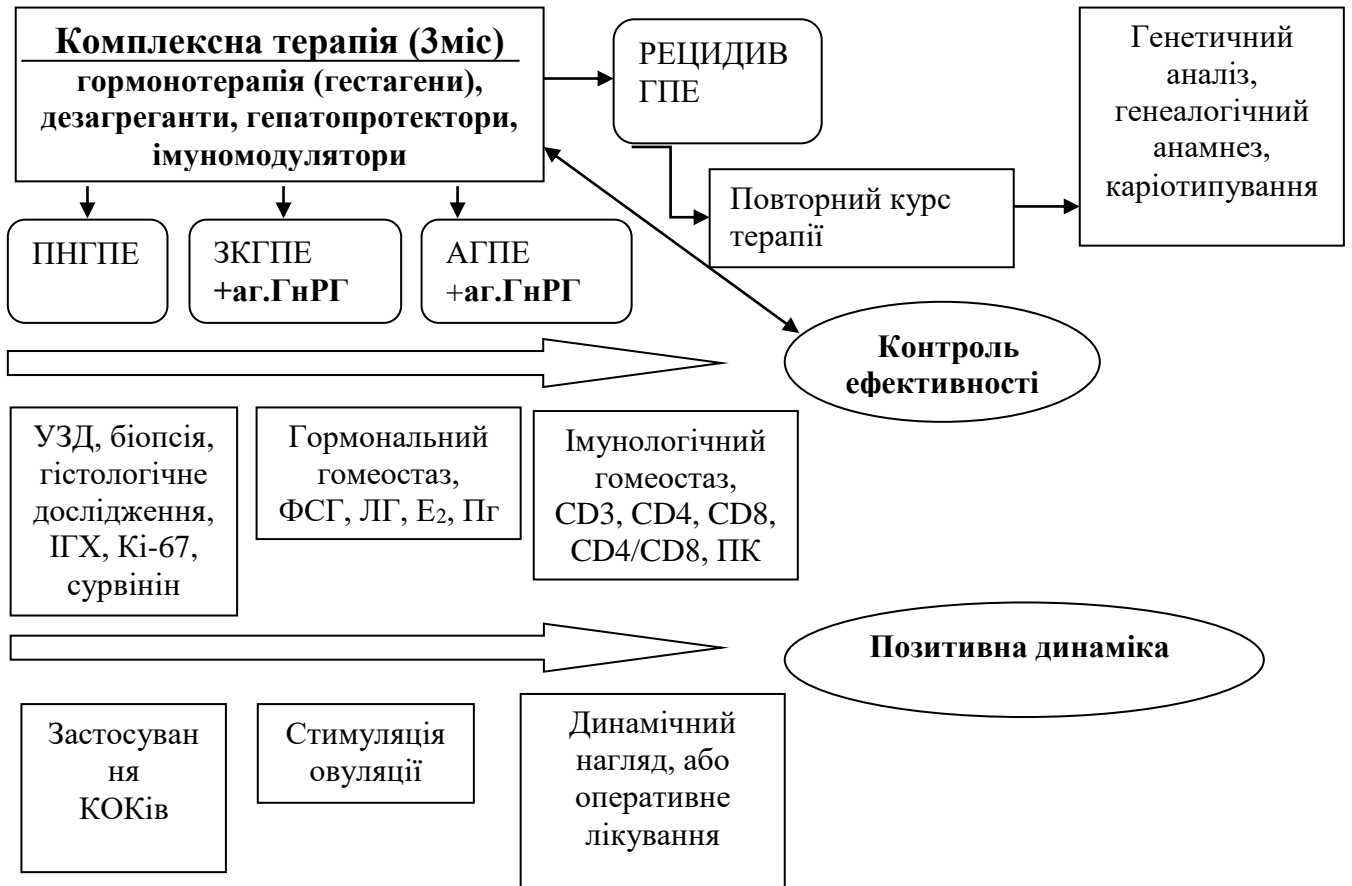 Комплексна терапія (3міс)
гормонотерапія (гестагени),
дезагреганти, гепатопротектори,
імуномодулятори
РЕЦИДИВ
ГПЕ
Генетичний
аналіз,
генеалогічний
анамнез,
каріотипування
Повторний курс
терапії
ПНГПЕ
ЗКГПЕ
+аг.ГнРГ
АГПЕ
+аг.ГнРГ
Контроль
ефективності
УЗД, біопсія,
гістологічне
дослідження,
ІГХ, Кі-67,
сурвінін
Гормональний
гомеостаз,
ФСГ, ЛГ, Е₂, Пг
Імунологічний
гомеостаз,
CD3, CD4, CD8,
CD4/CD8, ПК
Позитивна динаміка
Застосуван
ня
КОКів
Стимуляція
овуляції
Динамічний
нагляд, або
оперативне
лікування